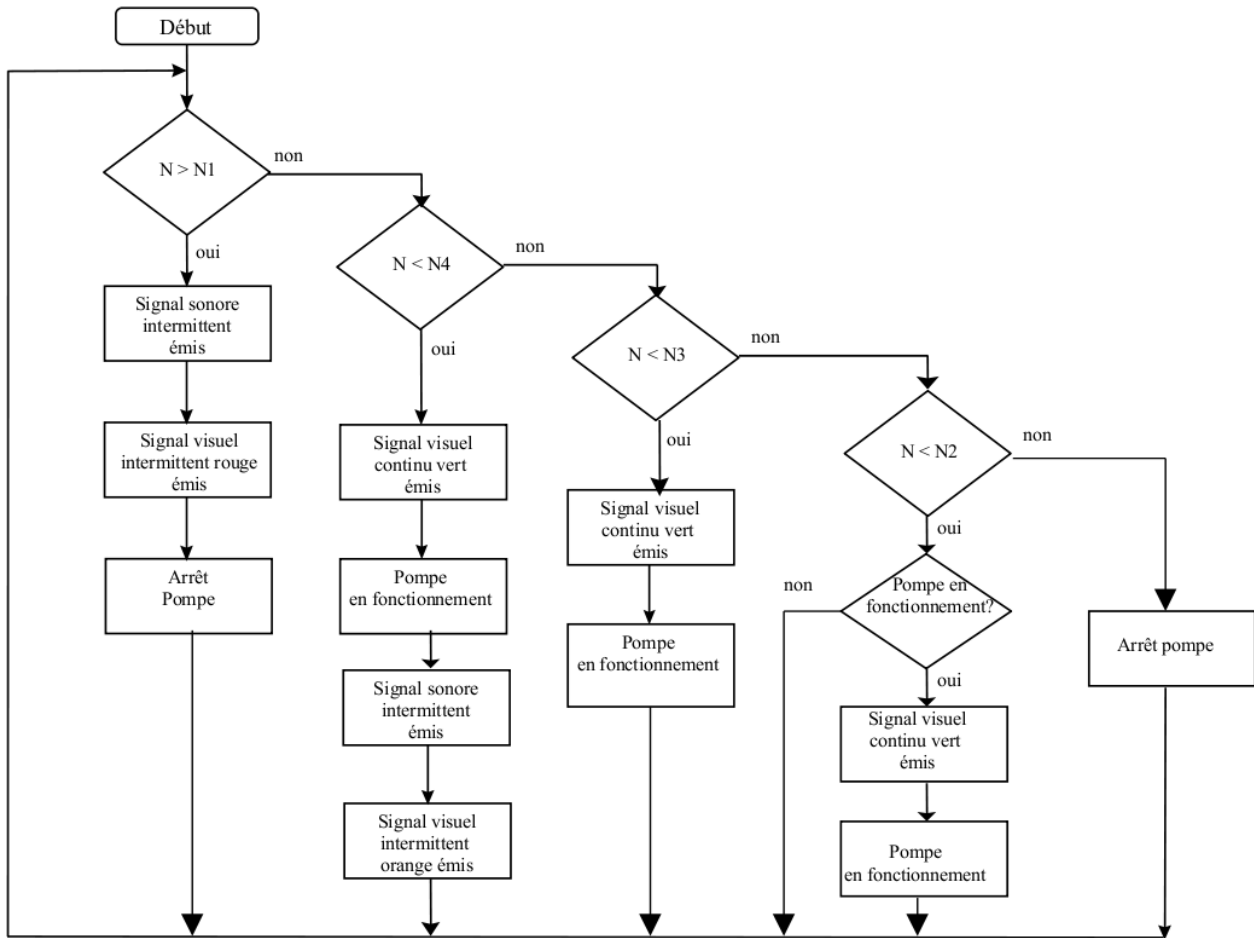 Début
N > N1
non
oui
Signal sonore
intermittent
émis
Signal visuel
intermittent rouge
émis
Arrêt
Pompe
N < N4
non
oui
Signal visuel
continu vert
émis
Pompe
en fonctionnement
Signal sonore
intermittent
émis
Signal visuel
intermittent
orange émis
N < N3
non
oui
Signal visuel
continu vert
émis
Pompe
en fonctionnement
N < N2
non
oui
Pompe en
fonctionnement?
non
oui
Signal visuel
continu vert
émis
Pompe
en fonctionnement
Arrêt pompe